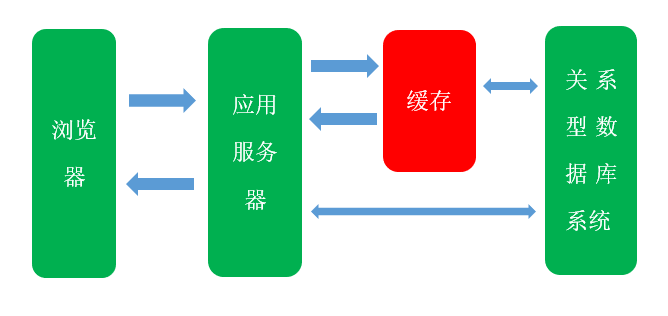 浏览
器
应用
服务
器
缓存
关 系
型 数
据 库
系统